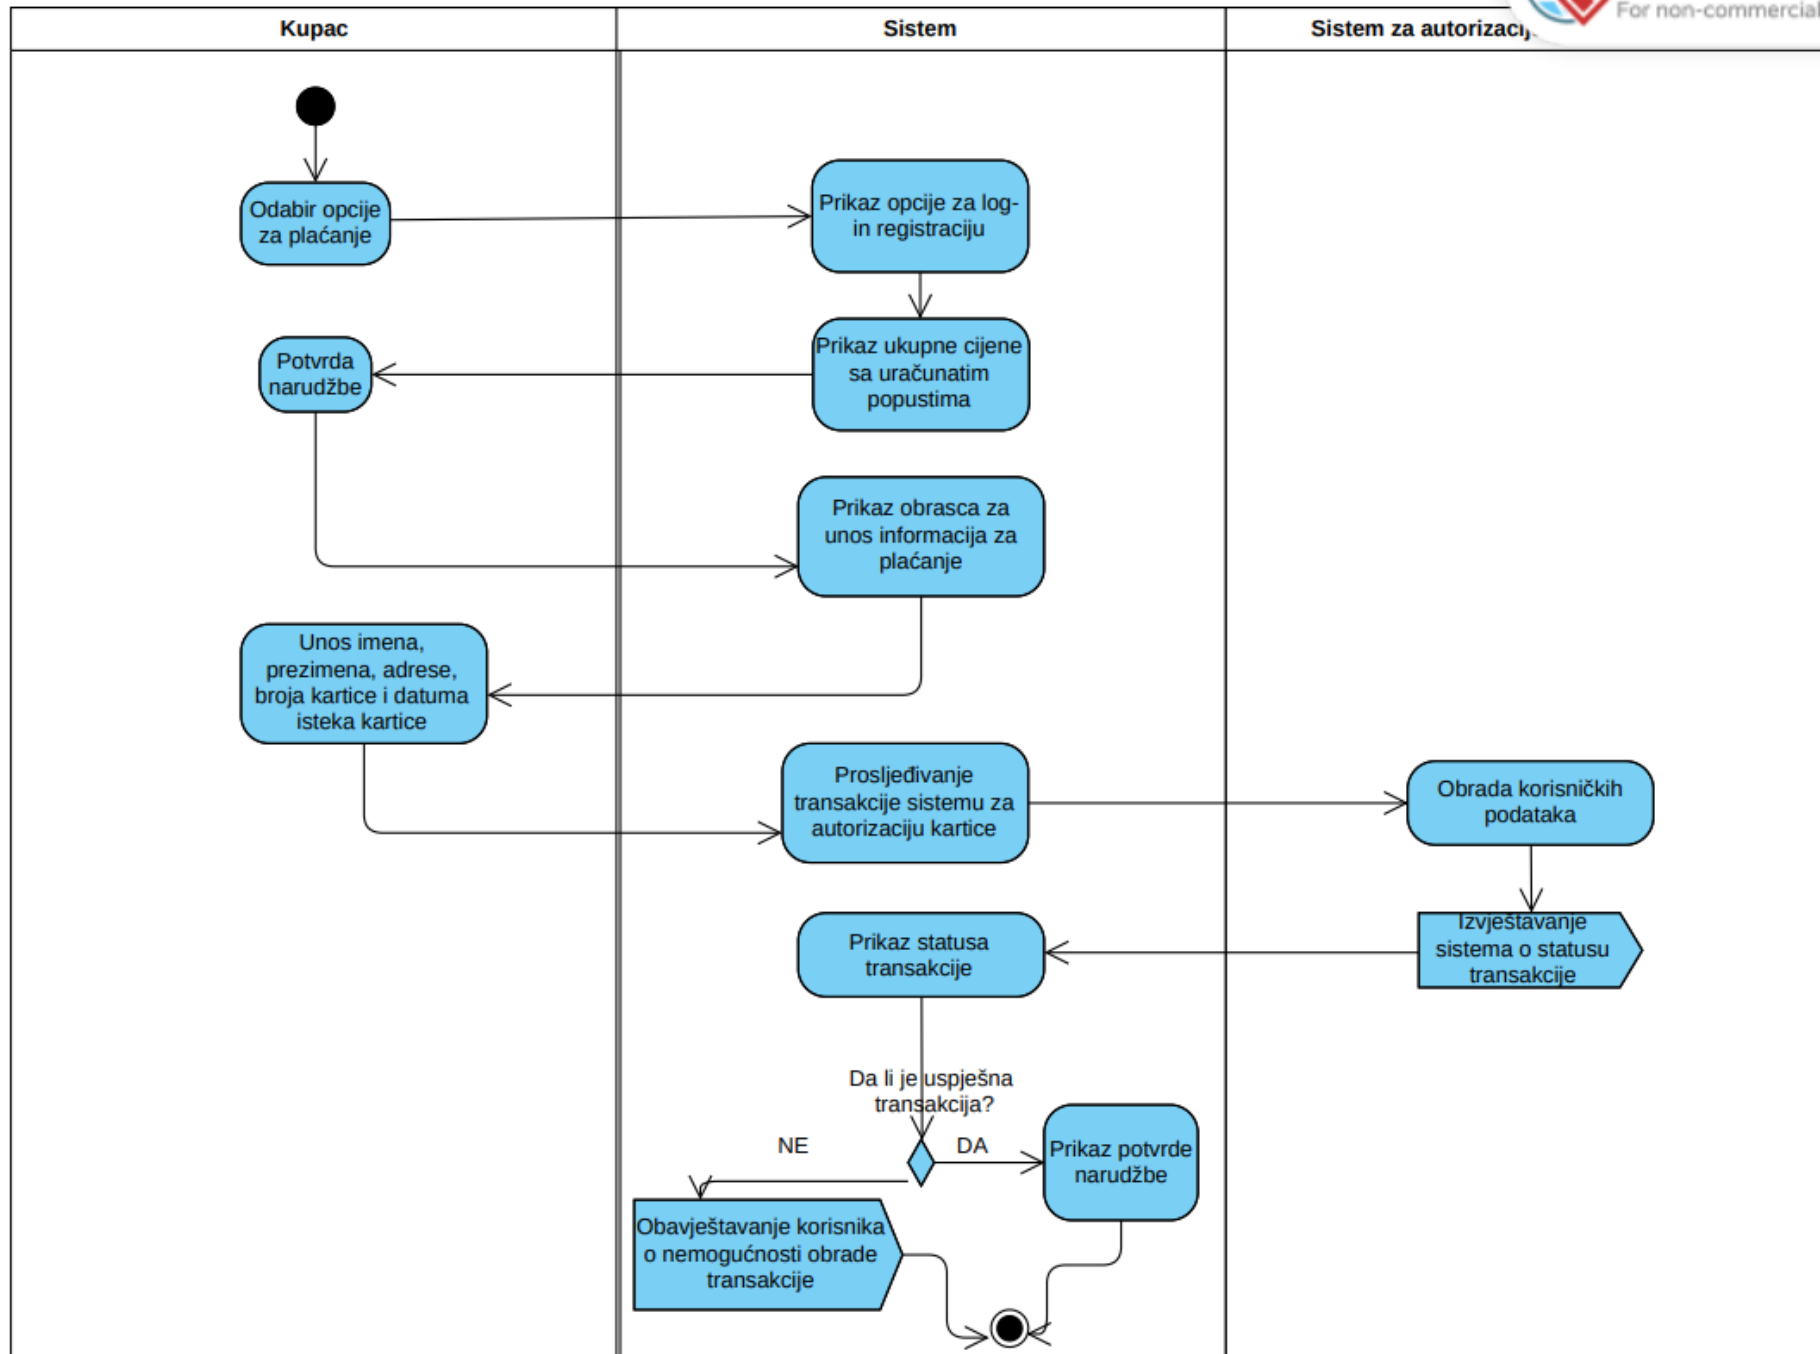 Kupac
Sistem
Sistem za
For non-commercial
Odabir opcije
za plaćanje
Prikaz opcije za log-
in registraciju
Prikaz ukupne cijene
sa uračunatim
popustima
Potvrda
narudžbe
Prikaz obrasca za
unos informacija za
plaćanje
Unos imena,
prezimena, adrese,
broja kartice i datuma
isteka kartice
Prosljeđivanje
transakcije sistemu za
autorizaciju kartice
Obrada korisničkih
podataka
Izvještavanje
sistema o statusu
transakcije
Prikaz statusa
transakcije
Da li je uspješna
transakcija?
NE
DA
Prikaz potvrde
narudžbe
Obavještavanje korisnika
o nemogućnosti obrade
transakcije